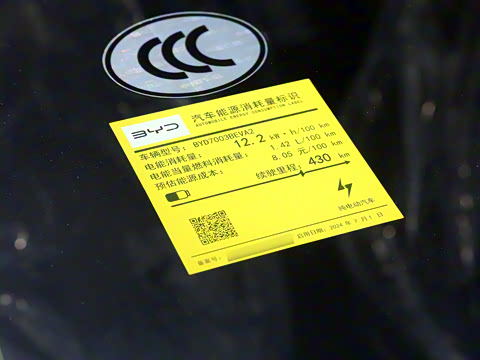 CCC
BYD
汽车能源消耗量标识
AUTOMOBILE ENERGY CONSUMPTION LABEL
车辆型号: BYD7003BEVA2
电能消耗量: 12.2 kW·h/100 km
电能当量燃料消耗量: 1.42 L/100 km
预估能源成本: 8.05 元/100 km
续驶里程: 430 km
纯电动汽车
启用日期: 2024 年 7 月 1 日
备案号: